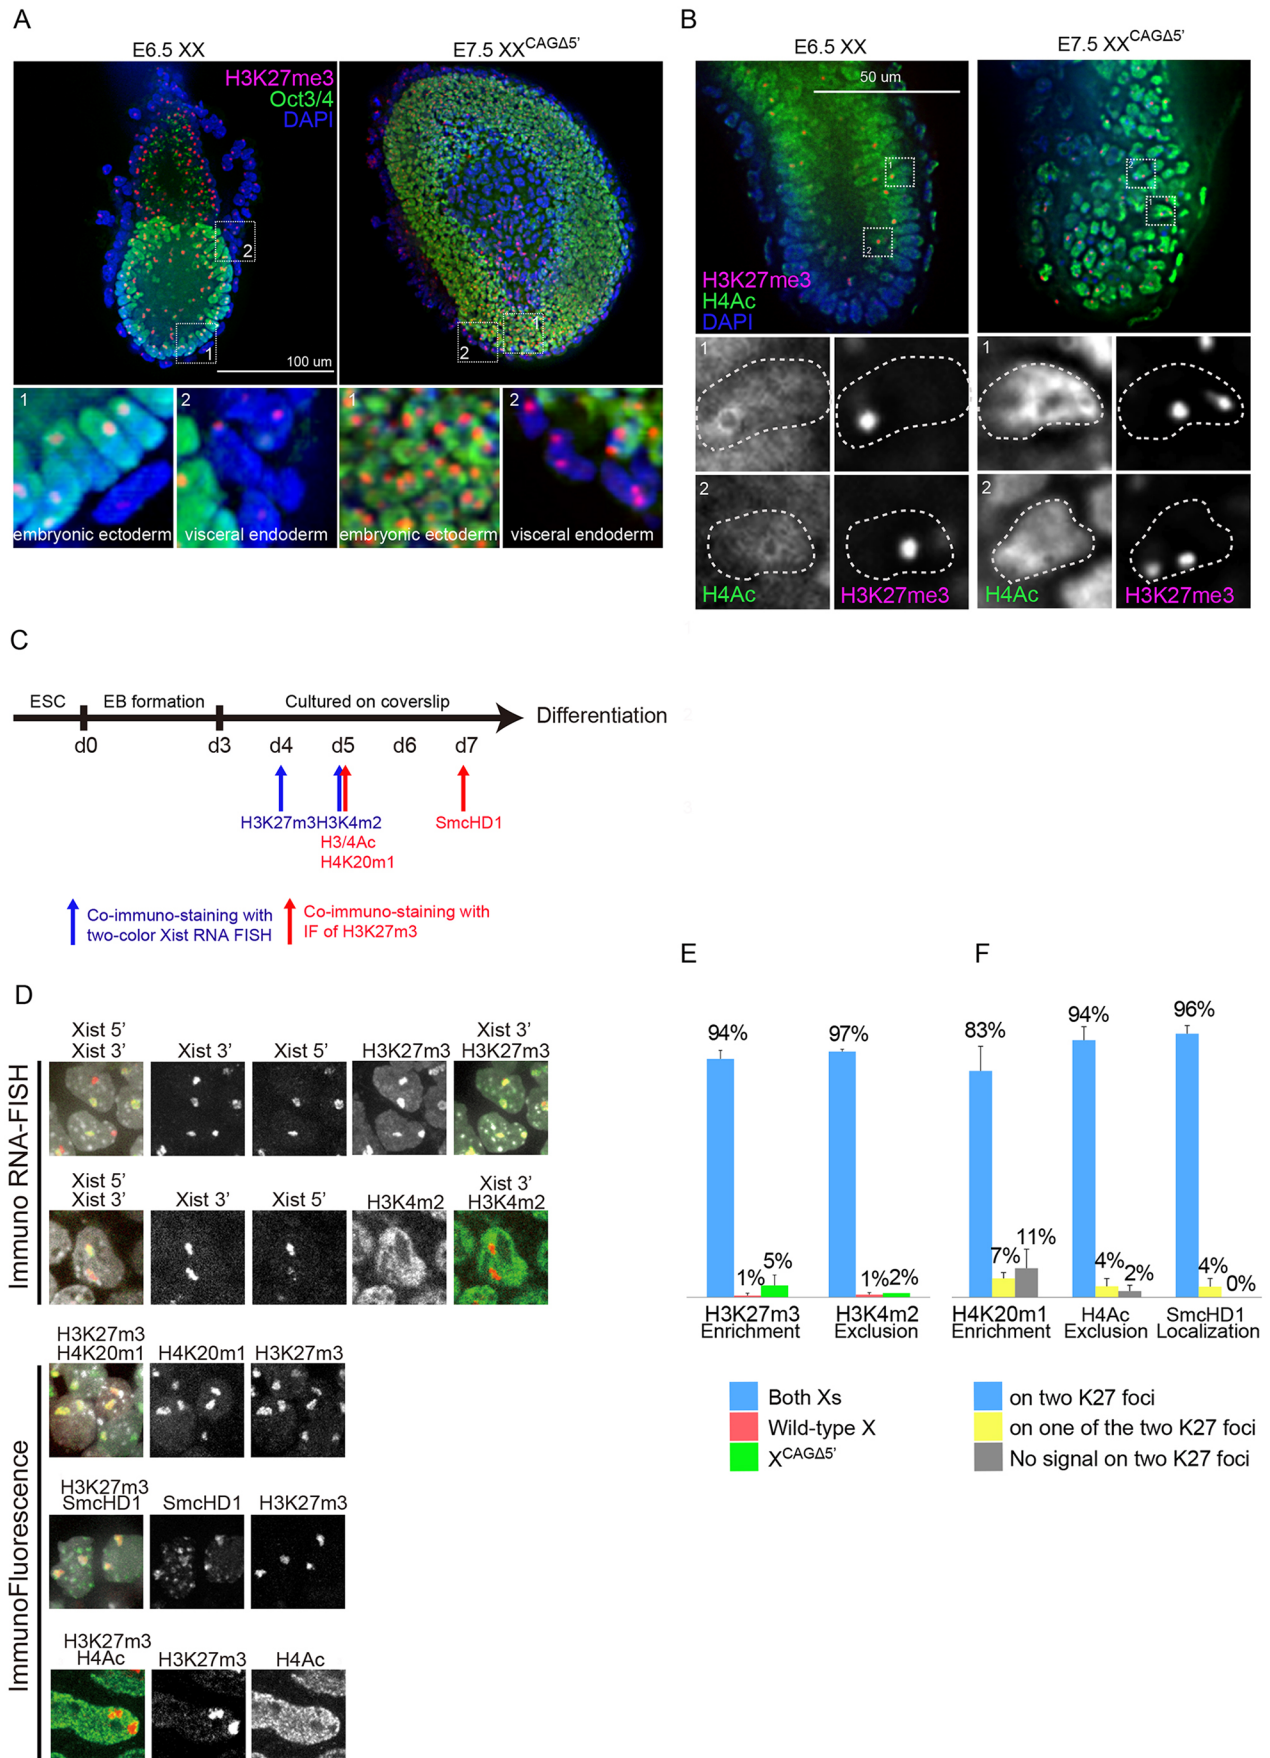 A
E6.5 XX
E7.5 XXCAGΔ5'
H3K27me3
Oct3/4
DAPI
2
1
100 um
1
2
1
2
1
2
1
2
embryonic ectoderm
visceral endoderm
embryonic ectoderm
visceral endoderm
B
E6.5 XX
E7.5 XXCAGΔ5'
50 um
1
2
2
1
H3K27me3
H4Ac
DAPI
1
1
2
2
H4Ac
H3K27me3
H4Ac
H3K27me3
C
ESC
EB formation
Cultured on coverslip
Differentiation
d0
d3
d4
d5
d6
d7
H3K27m3
H3K4m2
SmcHD1
H3/4Ac
H4K20m1
Co-immuno-staining with
two-color Xist RNA FISH
Co-immuno-staining with
IF of H3K27m3
D
Immuno RNA-FISH
Xist 5'
Xist 3'
Xist 3'
Xist 5'
H3K27m3
Xist 3'
H3K27m3
Xist 5'
Xist 3'
Xist 3'
Xist 5'
H3K4m2
Xist 3'
H3K4m2
ImmunoFluorescence
H3K27m3
H4K20m1
H4K20m1
H3K27m3
H3K27m3
SmcHD1
SmcHD1
H3K27m3
H3K27m3
H4Ac
H3K27m3
H4Ac
E
94%
1%
5%
97%
1%
2%
H3K27m3
Enrichment
H3K4m2
Exclusion
Both Xs
Wild-type X
XCAGΔ5'
F
83%
7%
11%
94%
4%
2%
96%
4%
0%
H4K20m1
Enrichment
H4Ac
Exclusion
SmcHD1
Localization
on two K27 foci
on one of the two K27 foci
No signal on two K27 foci